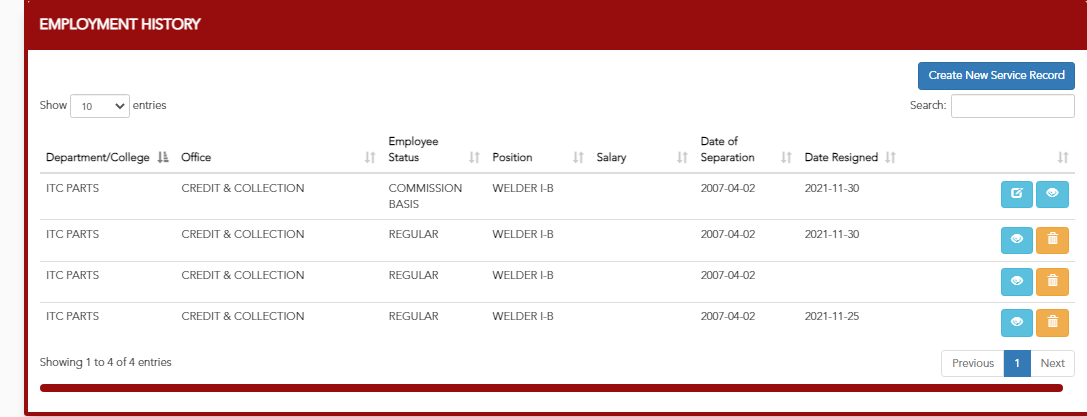 EMPLOYMENT HISTORY
Create New Service Record
Show 10 entries
Search:
Department/College Office Employee Status Position Salary Date of Separation Date Resigned
ITC PARTS CREDIT & COLLECTION COMMISSION BASIS WELDER I-B 2007-04-02 2021-11-30
ITC PARTS CREDIT & COLLECTION REGULAR WELDER I-B 2007-04-02 2021-11-30
ITC PARTS CREDIT & COLLECTION REGULAR WELDER I-B 2007-04-02
ITC PARTS CREDIT & COLLECTION REGULAR WELDER I-B 2007-04-02 2021-11-25
Showing 1 to 4 of 4 entries
Previous 1 Next